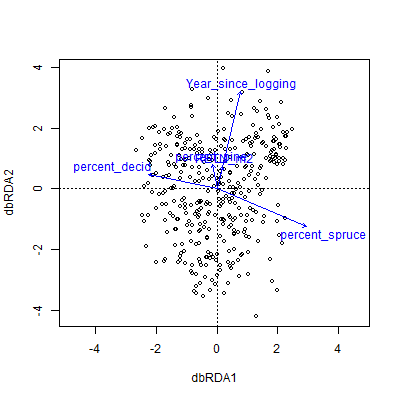 4
Year_since_logging
2
percent_decid
0
percent_spruce
-2
-4
dbRDA2
-4 -2 0 2 4
dbRDA1